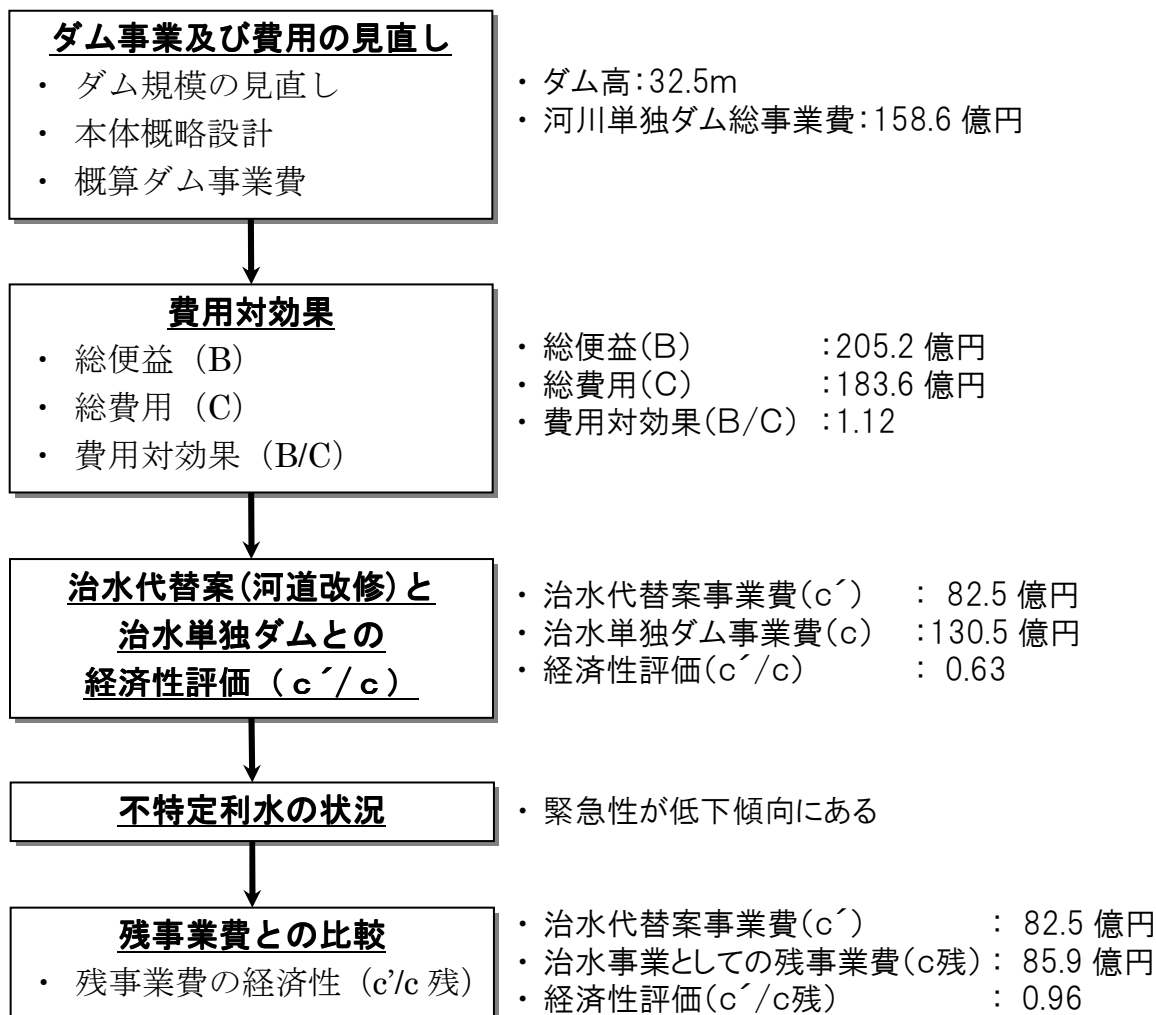 ダム事業及び費用の見直し
・ ダム規模の見直し
・ 本体概略設計
・ 概算ダム事業費
・ダム高：32.5m
・河川単独ダム総事業費：158.6 億円
費用対効果
・ 総便益（B）
・ 総費用（C）
・ 費用対効果（B/C）
・総便益（B） ：205.2 億円
・総費用（C） ：183.6 億円
・費用対効果（B/C） ：1.12
治水代替案（河道改修）と
治水単独ダムとの
経済性評価（ｃ´/ｃ）
・治水代替案事業費（c´） ： 82.5 億円
・治水単独ダム事業費（c） ：130.5 億円
・経済性評価（c´/c） ： 0.63
不特定利水の状況
・緊急性が低下傾向にある
残事業費との比較
・ 残事業費の経済性（c'/c 残）
・治水代替案事業費（c´） ： 82.5 億円
・治水事業としての残事業費（c残）： 85.9 億円
・経済性評価（c´/c残） ： 0.96